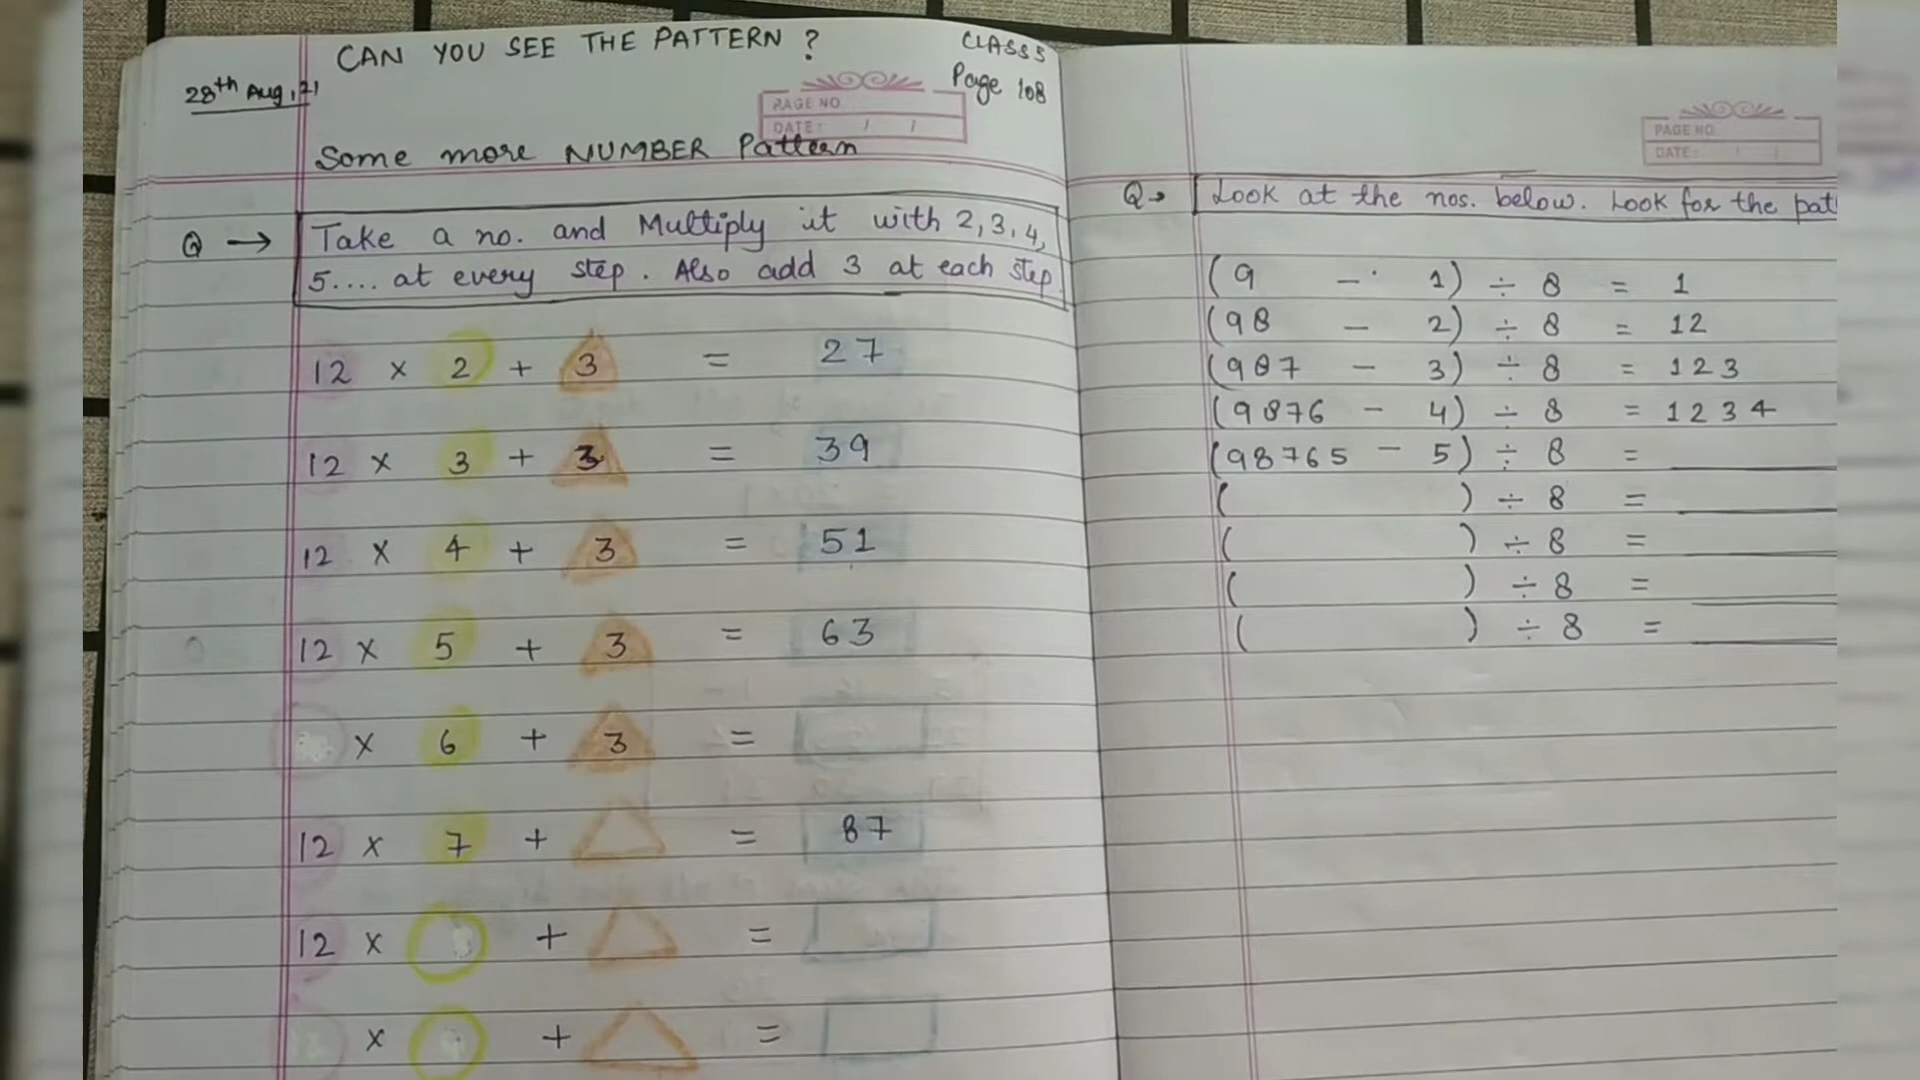 CAN YOU SEE THE PATTERN ?
CLASS 5
Page 108
28th Aug, 21
PAGE NO
DATE: / /
Some more NUMBER Pattern
Q → Take a no. and Multiply it with 2, 3, 4,
5.... at every step. Also add 3 at each step
12 × 2 + 3 = 27
12 × 3 + 3 = 39
12 × 4 + 3 = 51
12 × 5 + 3 = 63
× 6 + 3 =
12 × 7 + = 87
12 × + =
× + =
PAGE NO.
DATE: / /
Q→ Look at the nos. below. Look for the pat
(9 - 1) ÷ 8 = 1
(98 - 2) ÷ 8 = 12
(987 - 3) ÷ 8 = 123
(9876 - 4) ÷ 8 = 1234
(98765 - 5) ÷ 8 =
( ) ÷ 8 =
( ) ÷ 8 =
( ) ÷ 8 =
( ) ÷ 8 =